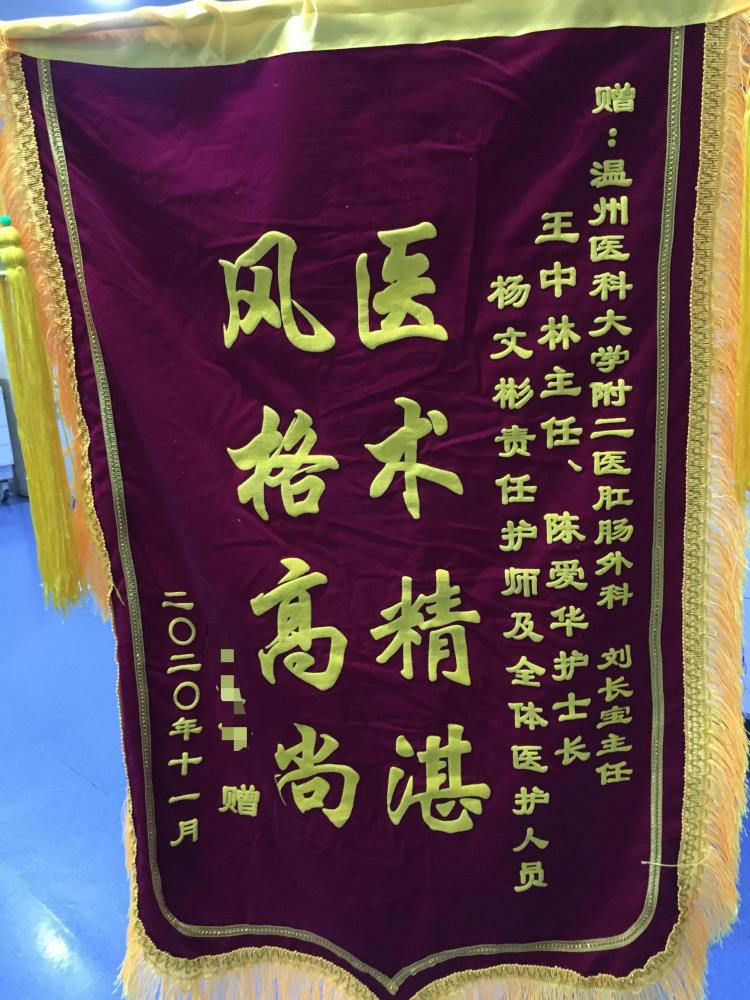 赠：温州医科大学附二医肛肠外科 刘长宝主任
王中林主任、陈爱华护士长
杨文彬责任护师及全体医护人员
医术精湛
风格高尚
赠
二〇二〇年十一月